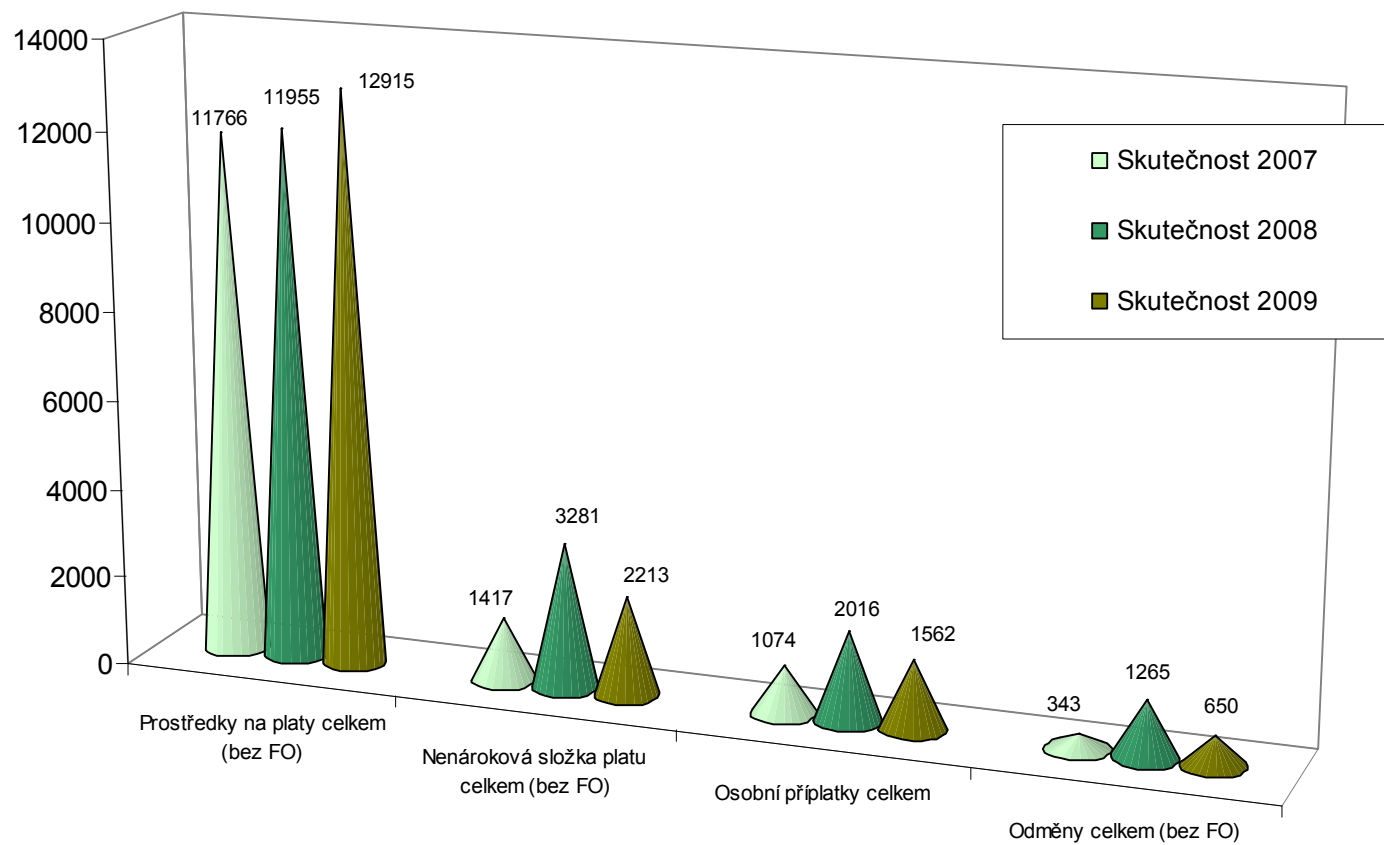 14000
12000
10000
8000
6000
4000
2000
0
11766
11955
12915
1417
3281
2213
1074
2016
1562
343
1265
650
Skutečnost 2007
Skutečnost 2008
Skutečnost 2009
Prostředky na platy celkem
(bez FO)
Nenároková složka platu
celkem (bez FO)
Osobní příplatky celkem
Odměny celkem (bez FO)